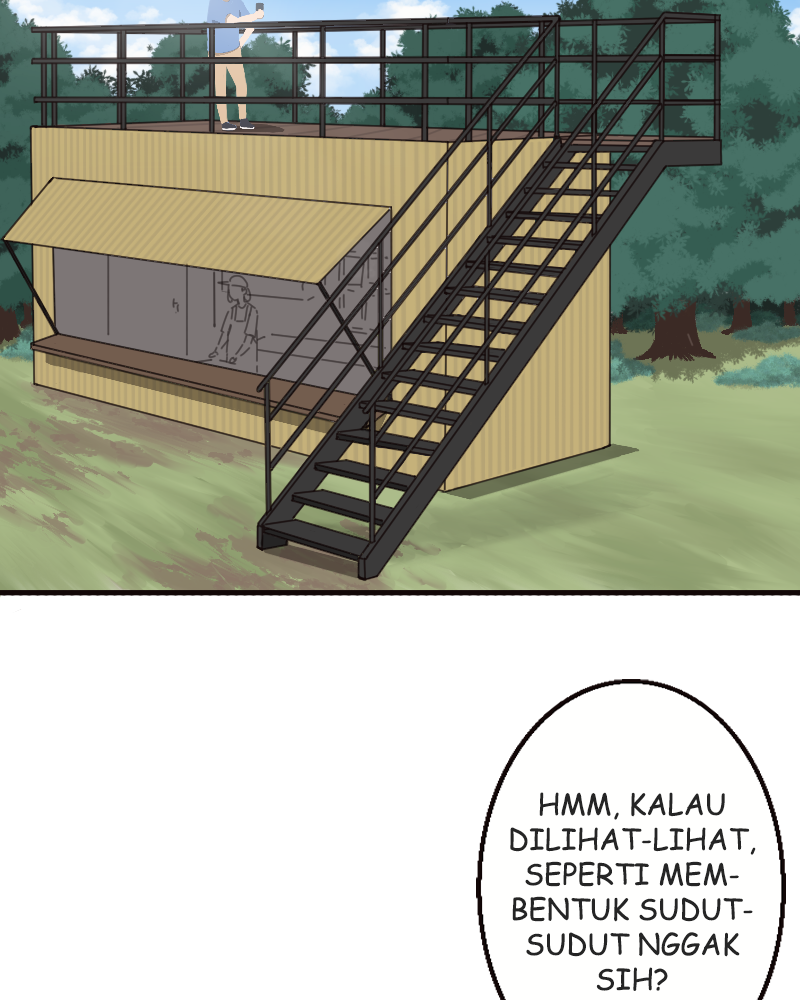 HMM, KALAU
DILIHAT-LIHAT,
SEPERTI MEM-
BENTUK SUDUT-
SUDUT NGGAK
SIH?